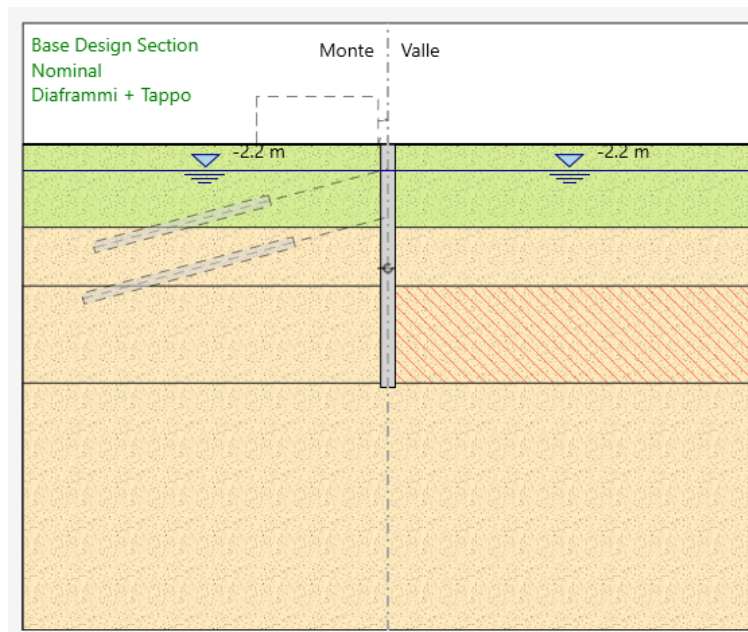 Base Design Section
Nominal
Diaframmi + Tappo
Monte
Valle
-2.2 m
-2.2 m